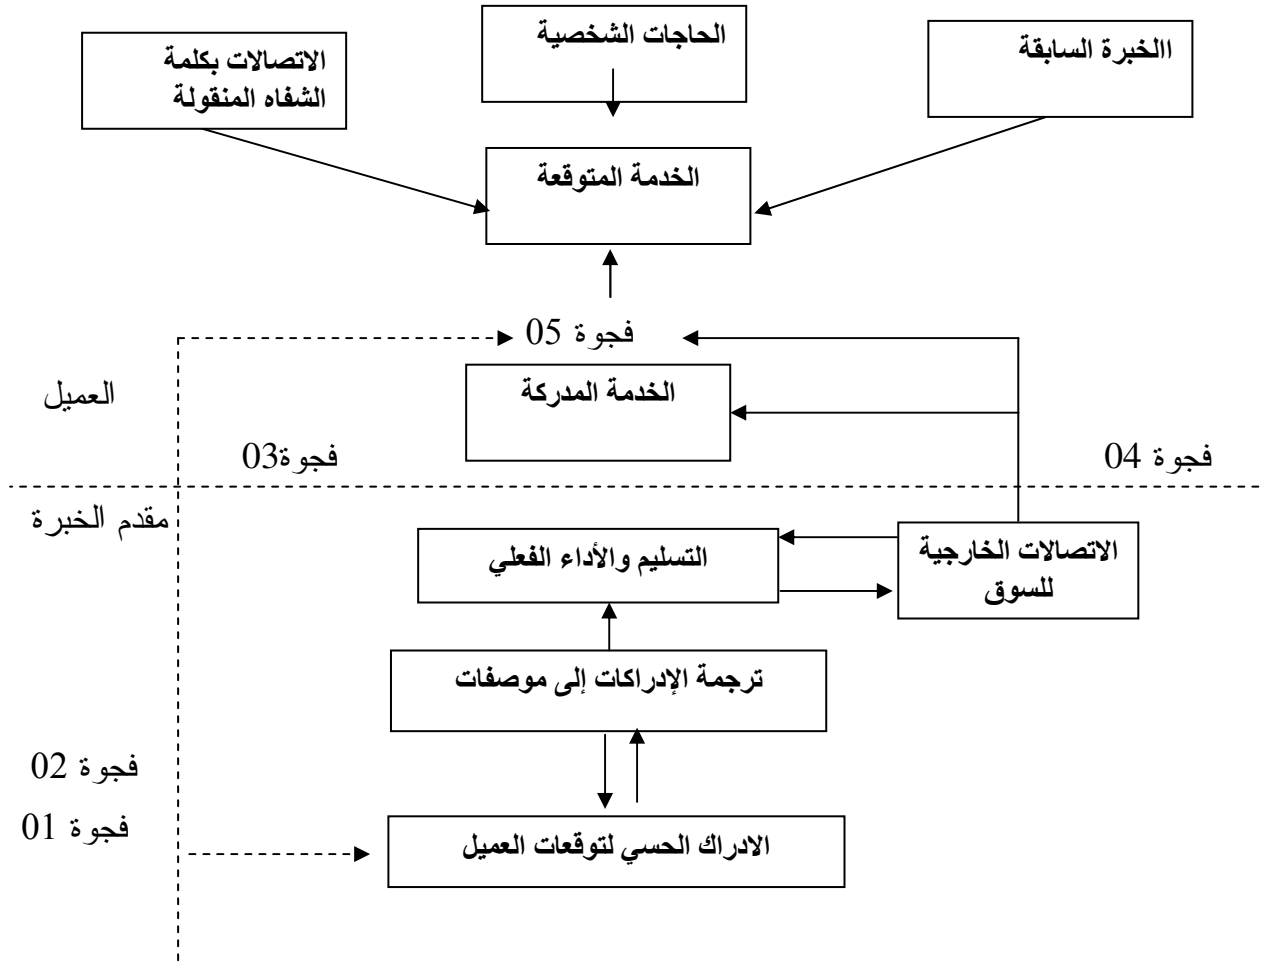 الحاجات الشخصية
االخبرة السابقة
الاتصالات بكلمة
الشفاه المنقولة
الخدمة المتوقعة
فجوة 05
الخدمة المدركة
العميل
فجوة 04
فجوة03
مقدم الخبرة
الاتصالات الخارجية
للسوق
التسليم والأداء الفعلي
ترجمة الإدراكات إلى موصفات
فجوة 02
فجوة 01
الادراك الحسي لتوقعات العميل